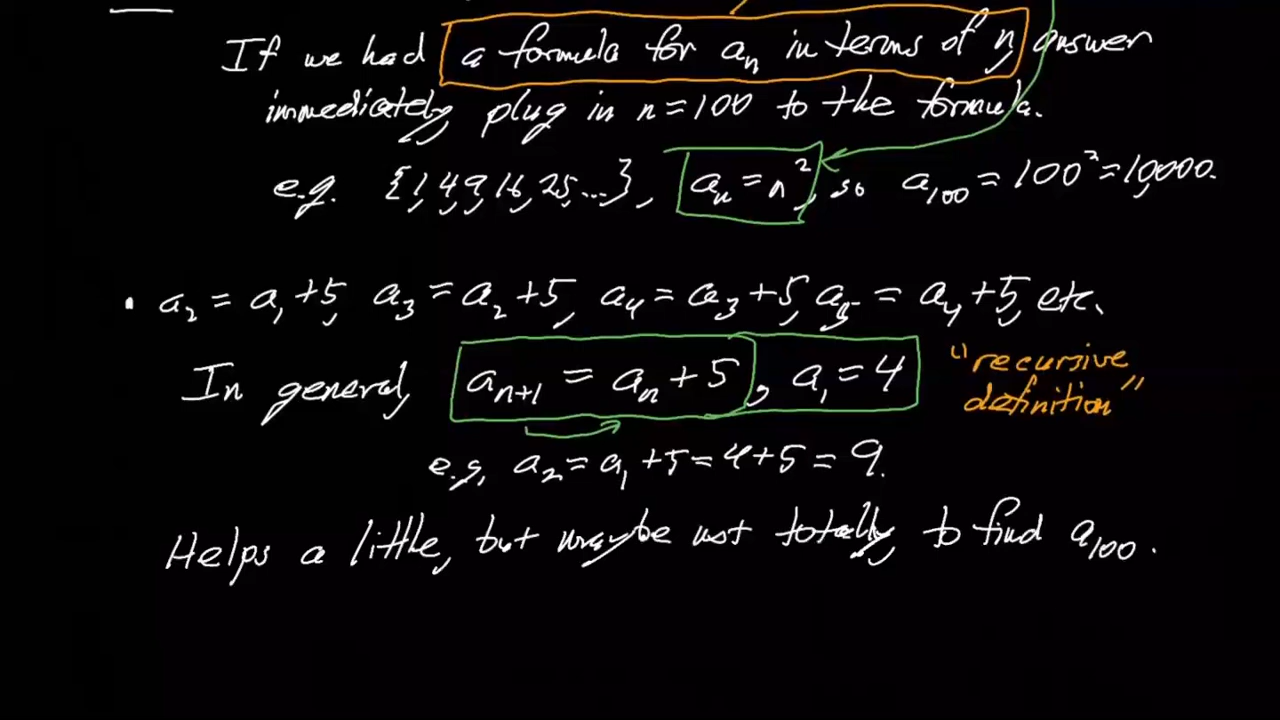 If we had a formula for aₙ in terms of n, answer
immediately, plug in n=100 to the formula.
e.g. {1,4,9,16,25,...}, aₙ = n², so a₁₀₀ = 100² = 10,000.
• a₂ = a₁+5, a₃ = a₂+5, a₄ = a₃+5, a₅ = a₄+5, etc.
In general, aₙ₊₁ = aₙ+5, a₁ = 4 "recursive
definition"
e.g., a₂ = a₁+5 = 4+5 = 9.
Helps a little, but maybe not totally, to find a₁₀₀.